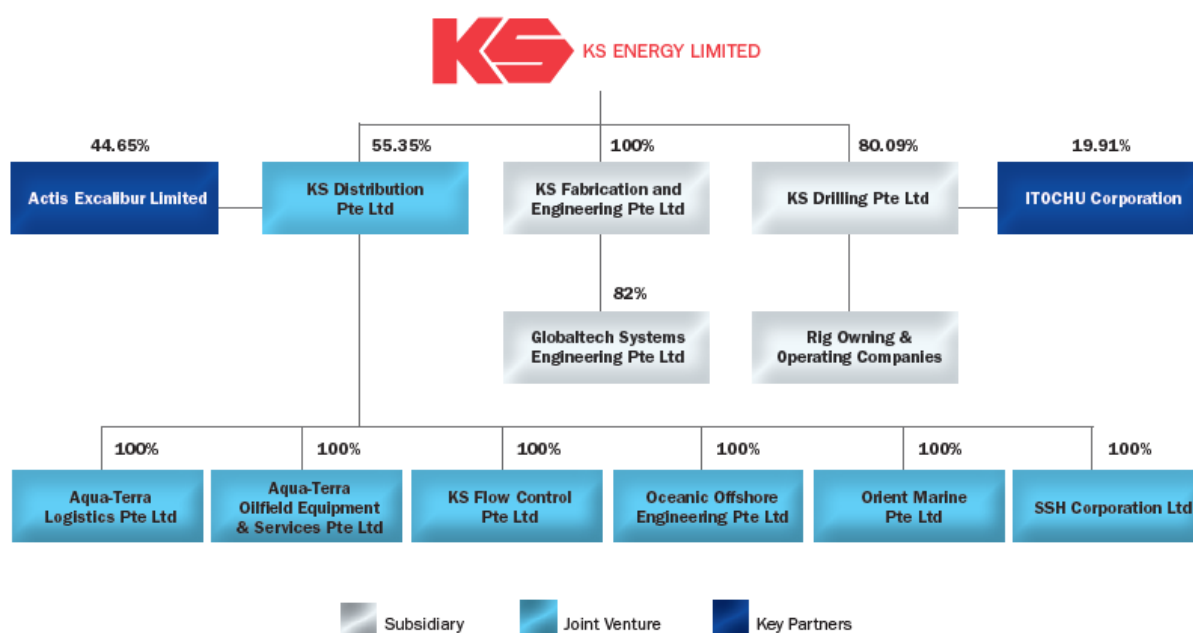 KS KS ENERGY LIMITED
44.65%
55.35%
100%
80.09%
19.91%
Actis Excalibur Limited
KS Distribution
Pte Ltd
KS Fabrication and
Engineering Pte Ltd
KS Drilling Pte Ltd
ITOCHU Corporation
82%
Globaltech Systems
Engineering Pte Ltd
Rig Owning &
Operating Companies
100%
100%
100%
100%
100%
100%
Aqua-Terra
Logistics Pte Ltd
Aqua-Terra
Oilfield Equipment
& Services Pte Ltd
KS Flow Control
Pte Ltd
Oceanic Offshore
Engineering Pte Ltd
Orient Marine
Pte Ltd
SSH Corporation Ltd
Subsidiary
Joint Venture
Key Partners